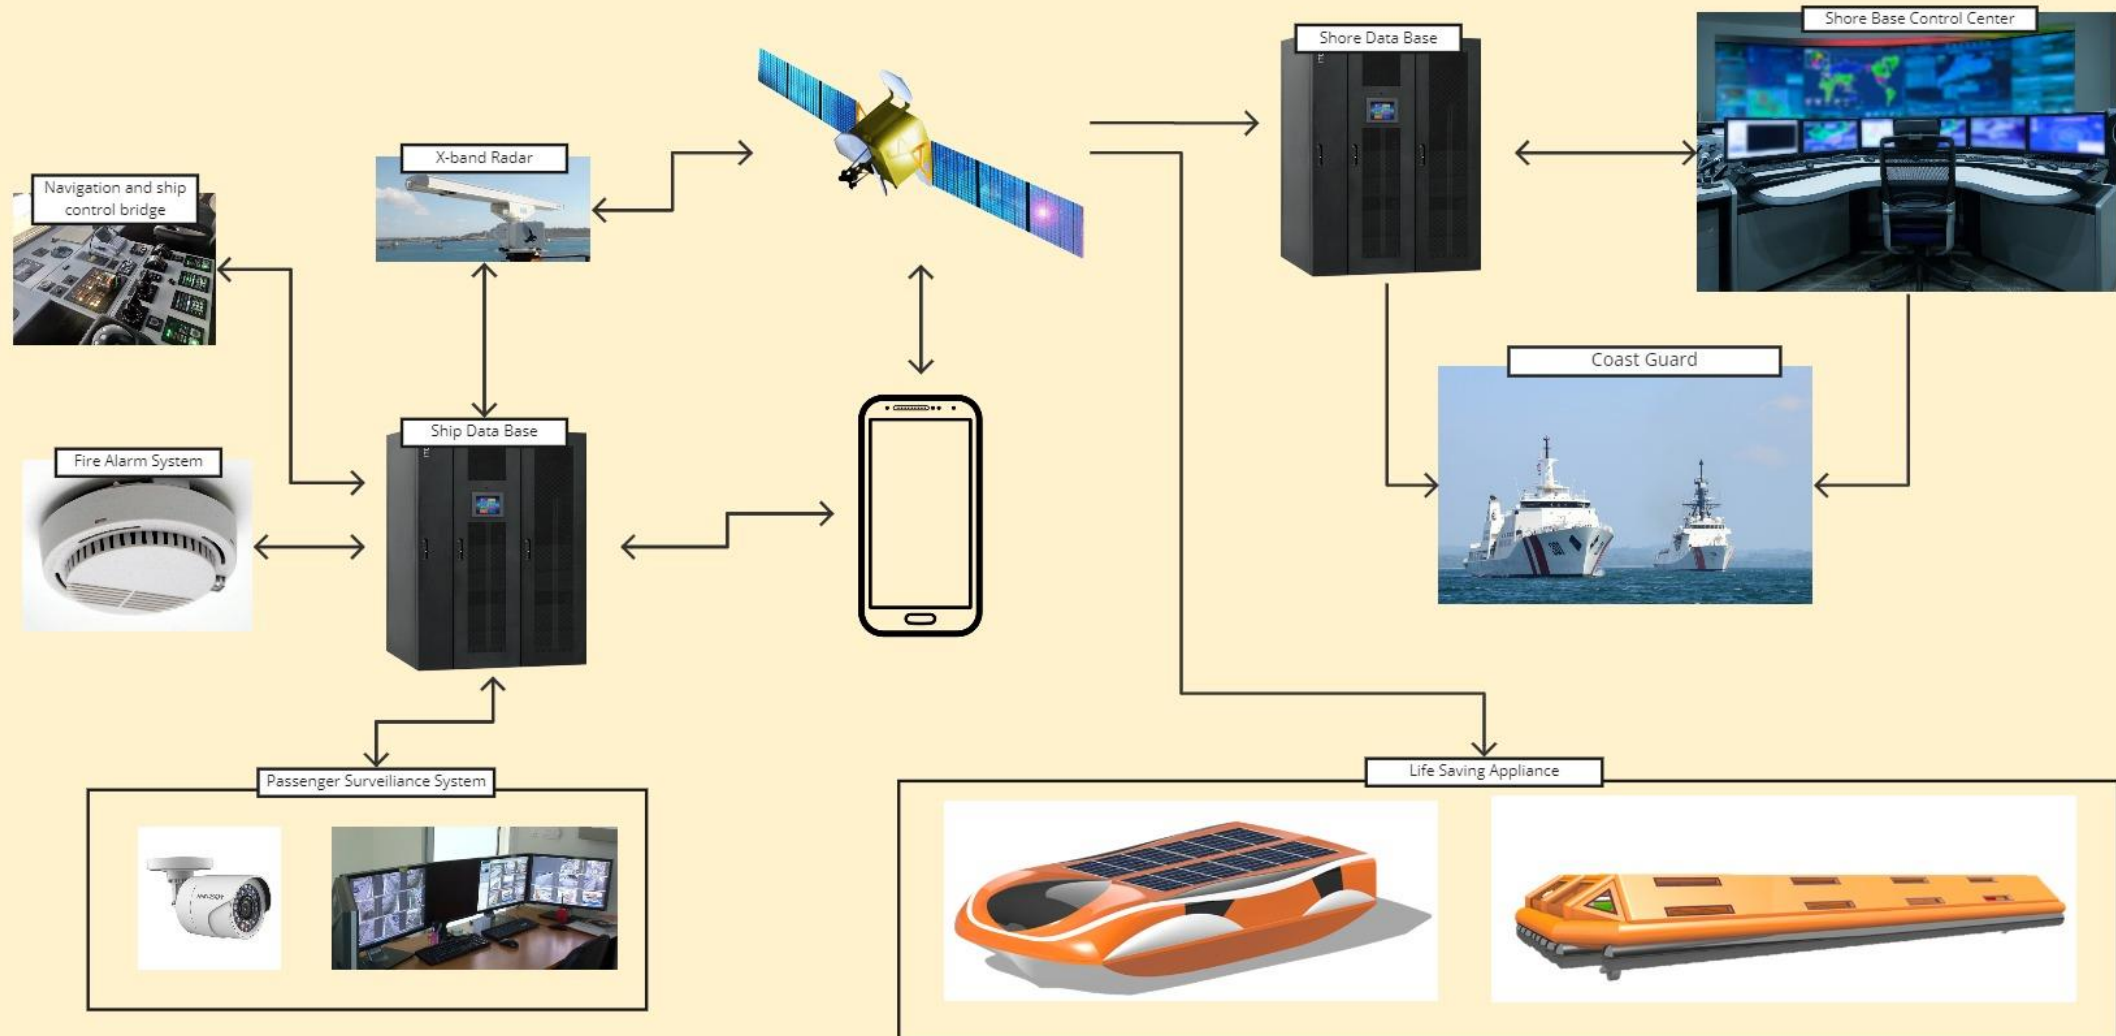 Shore Base Control Center
Shore Data Base
X-band Radar
Navigation and ship
control bridge
Coast Guard
Ship Data Base
Fire Alarm System
Life Saving Appliance
Passenger Surveiliance System